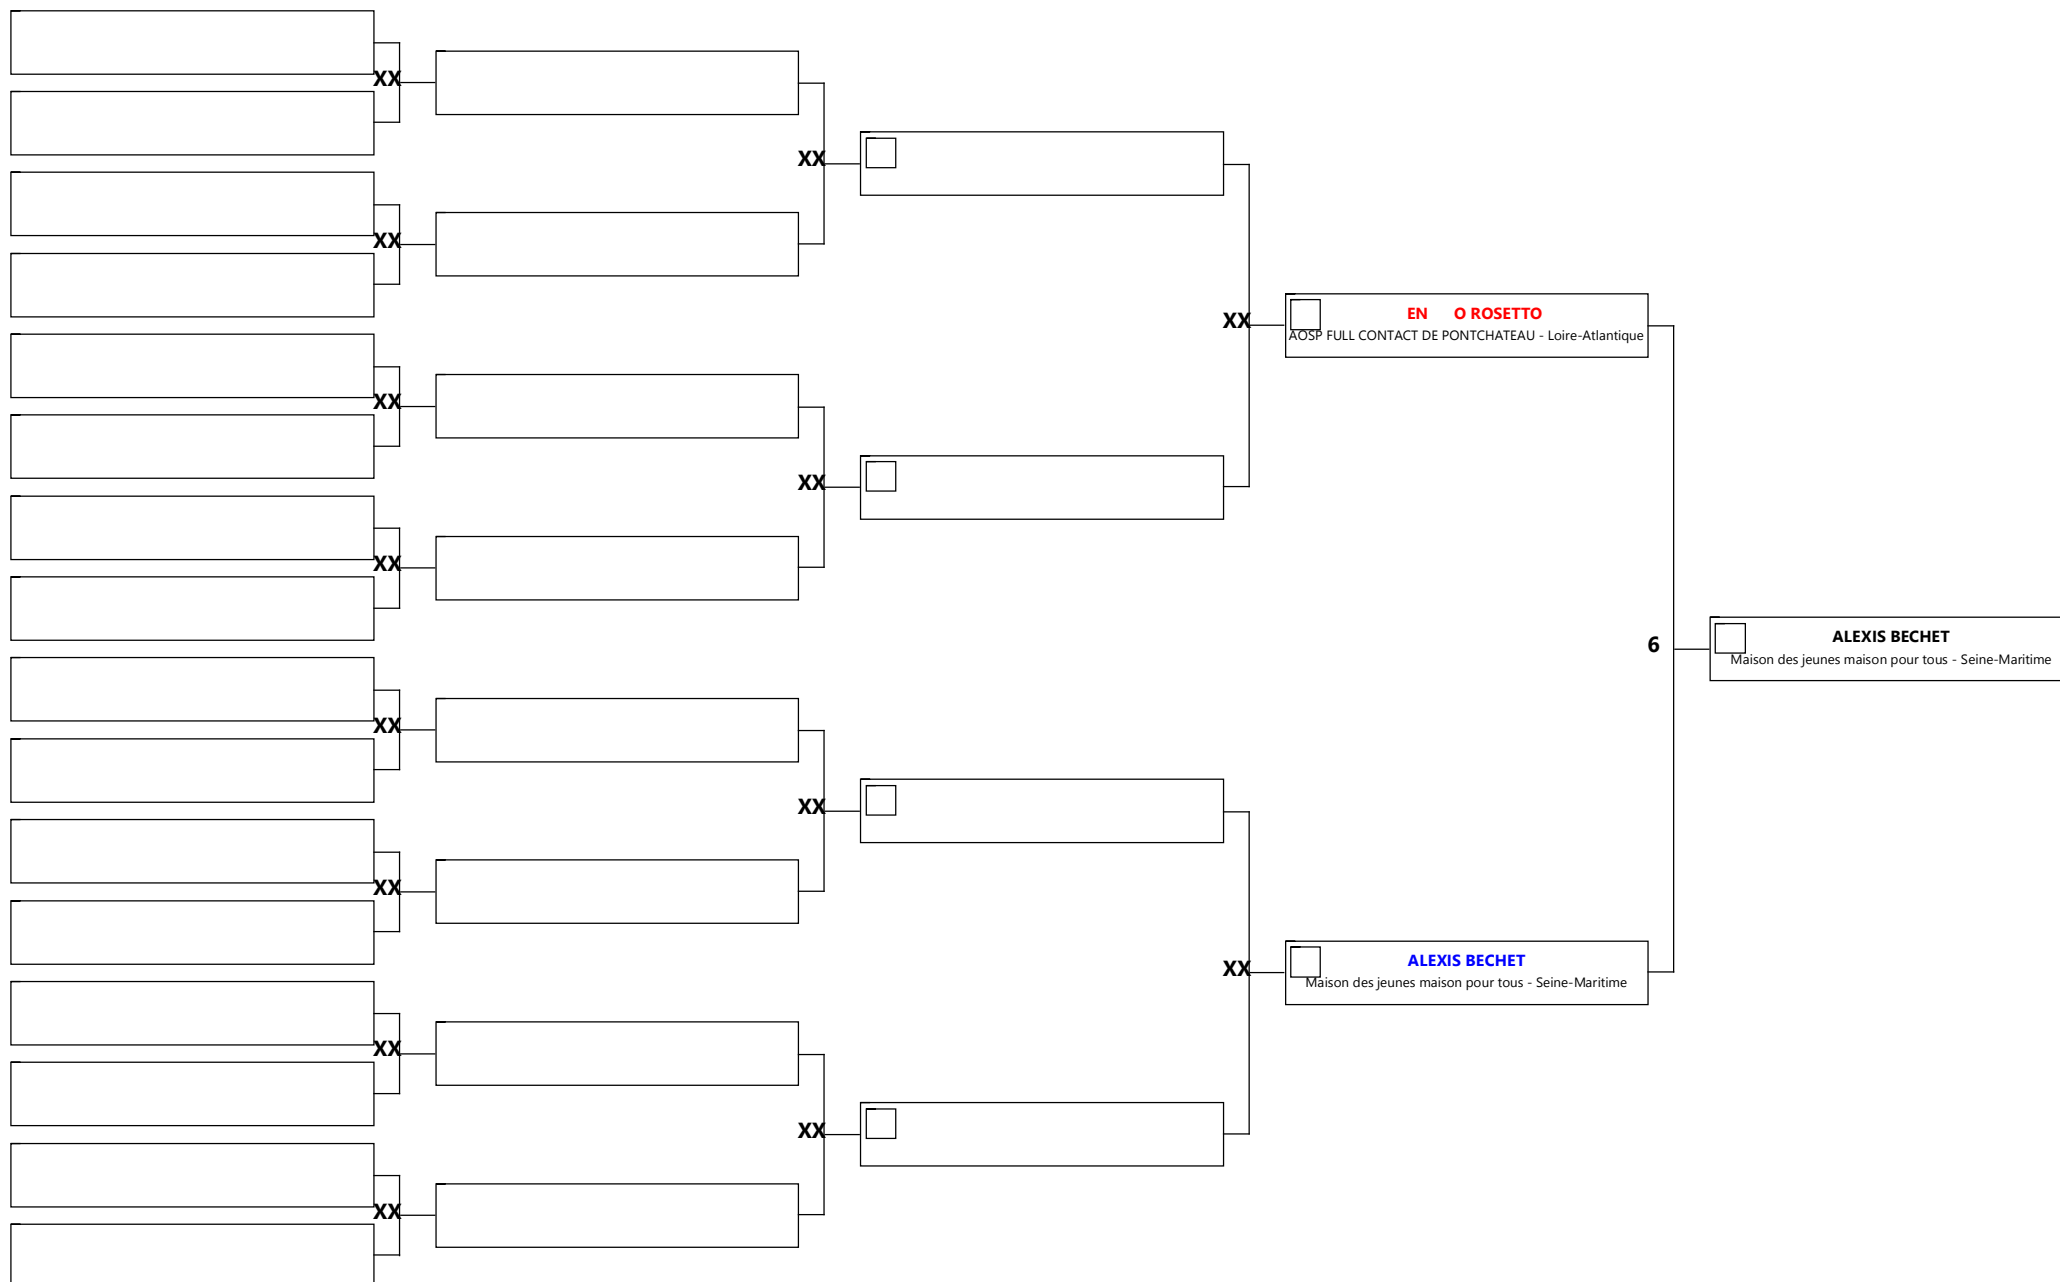 XX
XX
XX
XX
XX
XX
XX
XX
XX
XX
XX
XX
XX
EN O ROSETTO
AOSP FULL CONTACT DE PONTCHATEAU - Loire-Atlantique
XX
ALEXIS BECHET
Maison des jeunes maison pour tous - Seine-Maritime
6
ALEXIS BECHET
Maison des jeunes maison pour tous - Seine-Maritime